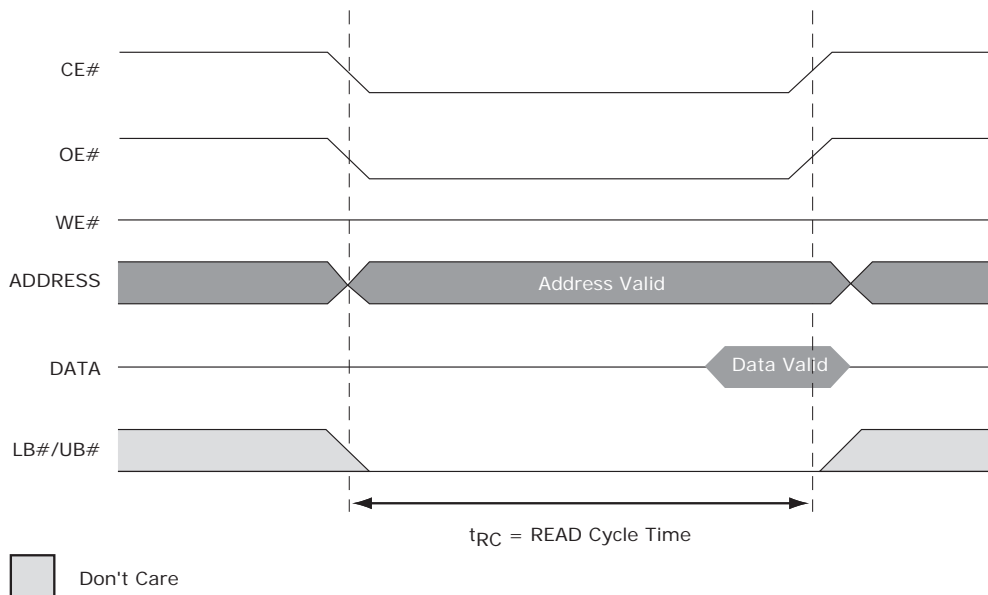 CE#
OE#
WE#
ADDRESS
Address Valid
DATA
Data Valid
LB#/UB#
tRC = READ Cycle Time
Don't Care